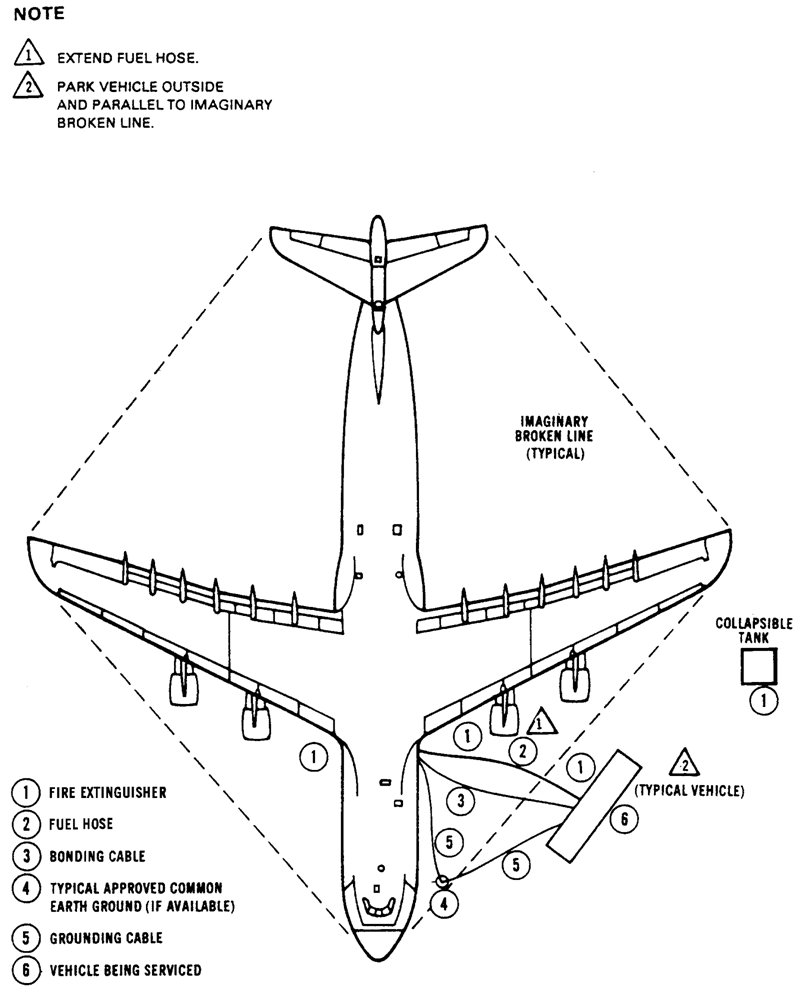 NOTE
1 EXTEND FUEL HOSE.
2 PARK VEHICLE OUTSIDE
AND PARALLEL TO IMAGINARY
BROKEN LINE.
IMAGINARY
BROKEN LINE
(TYPICAL)
COLLAPSIBLE
TANK
1
1
1
2
1
1
2
(TYPICAL VEHICLE)
3
6
5
5
4
1 FIRE EXTINGUISHER
2 FUEL HOSE
3 BONDING CABLE
4 TYPICAL APPROVED COMMON
EARTH GROUND (IF AVAILABLE)
5 GROUNDING CABLE
6 VEHICLE BEING SERVICED